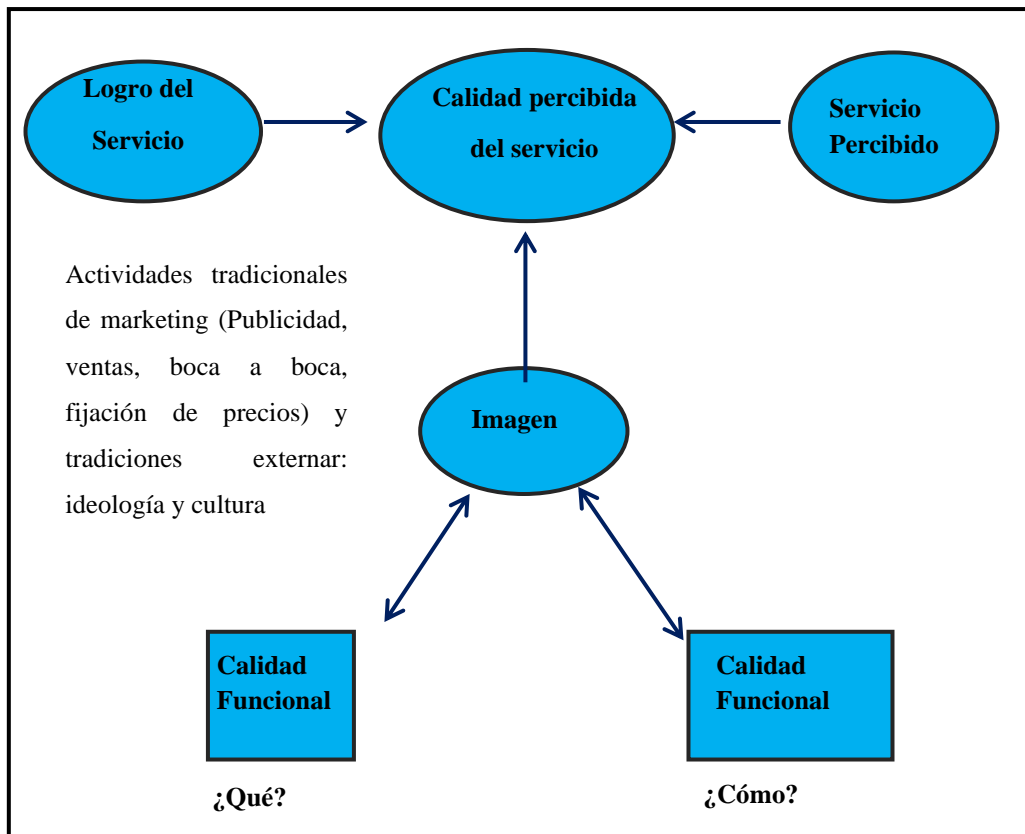 Logro del
Servicio
Calidad percibida
del servicio
Servicio
Percibido
Actividades tradicionales
de marketing (Publicidad,
ventas, boca a boca,
fijación de precios) y
tradiciones externar:
ideología y cultura
Imagen
Calidad
Funcional
Calidad
Funcional
¿Qué?
¿Cómo?